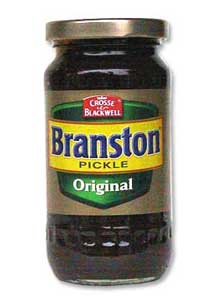 CROSSE
&
BLACKWELL
Branston
PICKLE
Original